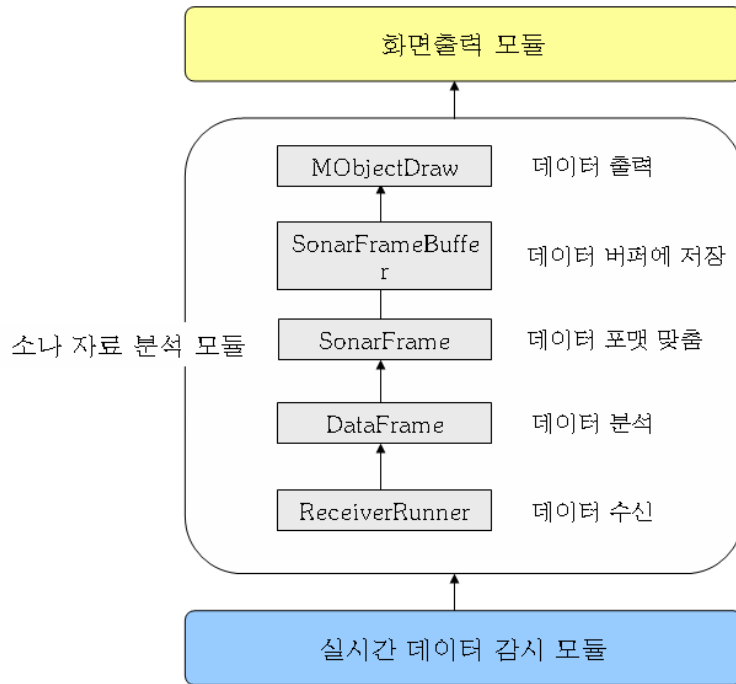 화면출력 모듈
MObjectDraw 데이터 출력
SonarFrameBuffe
r
데이터 버퍼에 저장
소나 자료 분석 모듈
SonarFrame 데이터 포맷 맞춤
DataFrame 데이터 분석
ReceiverRunner 데이터 수신
실시간 데이터 감시 모듈